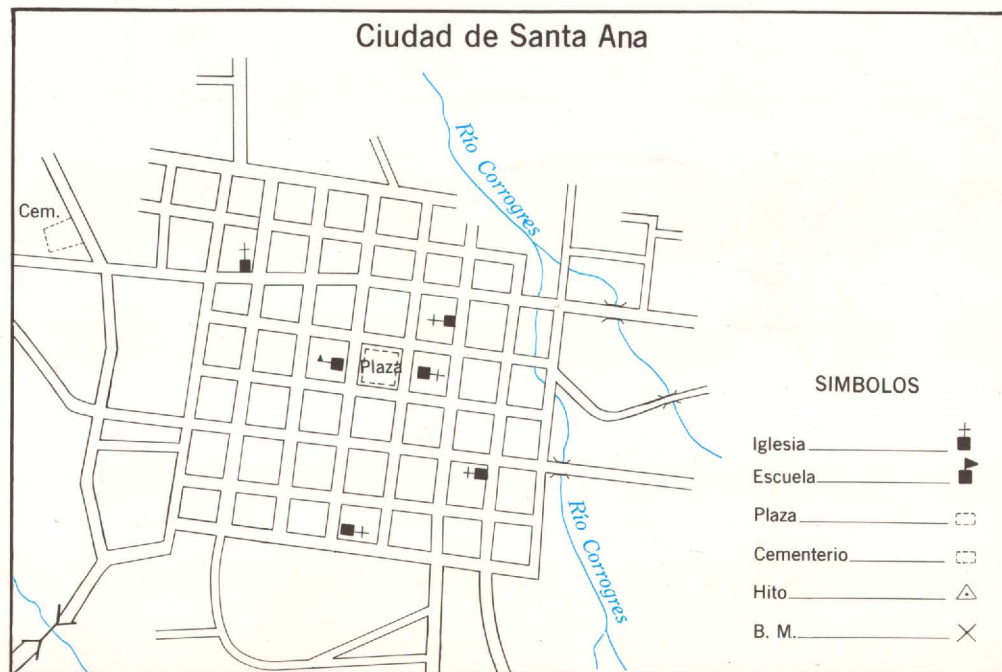 Ciudad de Santa Ana
Río Corrogres
Cem.
Plaza
Río Corrogres
SIMBOLOS
Iglesia
Escuela
Plaza
Cementerio
Hito
B. M.